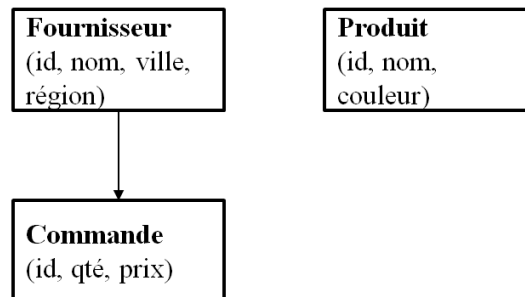 Fournisseur
(id, nom, ville,
région)
Produit
(id, nom,
couleur)
Commande
(id, qté, prix)